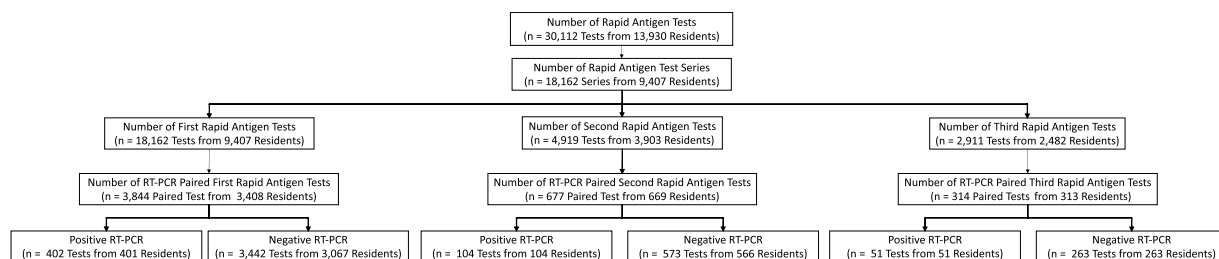 Number of Rapid Antigen Tests
(n = 30,112 Tests from 13,930 Residents)
Number of Rapid Antigen Test Series
(n = 18,162 Series from 9,407 Residents)
Number of First Rapid Antigen Tests
(n = 18,162 Tests from 9,407 Residents)
Number of Second Rapid Antigen Tests
(n = 4,919 Tests from 3,903 Residents)
Number of Third Rapid Antigen Tests
(n = 2,911 Tests from 2,482 Residents)
Number of RT-PCR Paired First Rapid Antigen Tests
(n = 3,844 Paired Test from 3,408 Residents)
Number of RT-PCR Paired Second Rapid Antigen Tests
(n = 677 Paired Test from 669 Residents)
Number of RT-PCR Paired Third Rapid Antigen Tests
(n = 314 Paired Tests from 313 Residents)
Positive RT-PCR
(n = 402 Tests from 401 Residents)
Negative RT-PCR
(n = 3,442 Tests from 3,067 Residents)
Positive RT-PCR
(n = 104 Tests from 104 Residents)
Negative RT-PCR
(n = 573 Tests from 566 Residents)
Positive RT-PCR
(n = 51 Tests from 51 Residents)
Negative RT-PCR
(n = 263 Tests from 263 Residents)